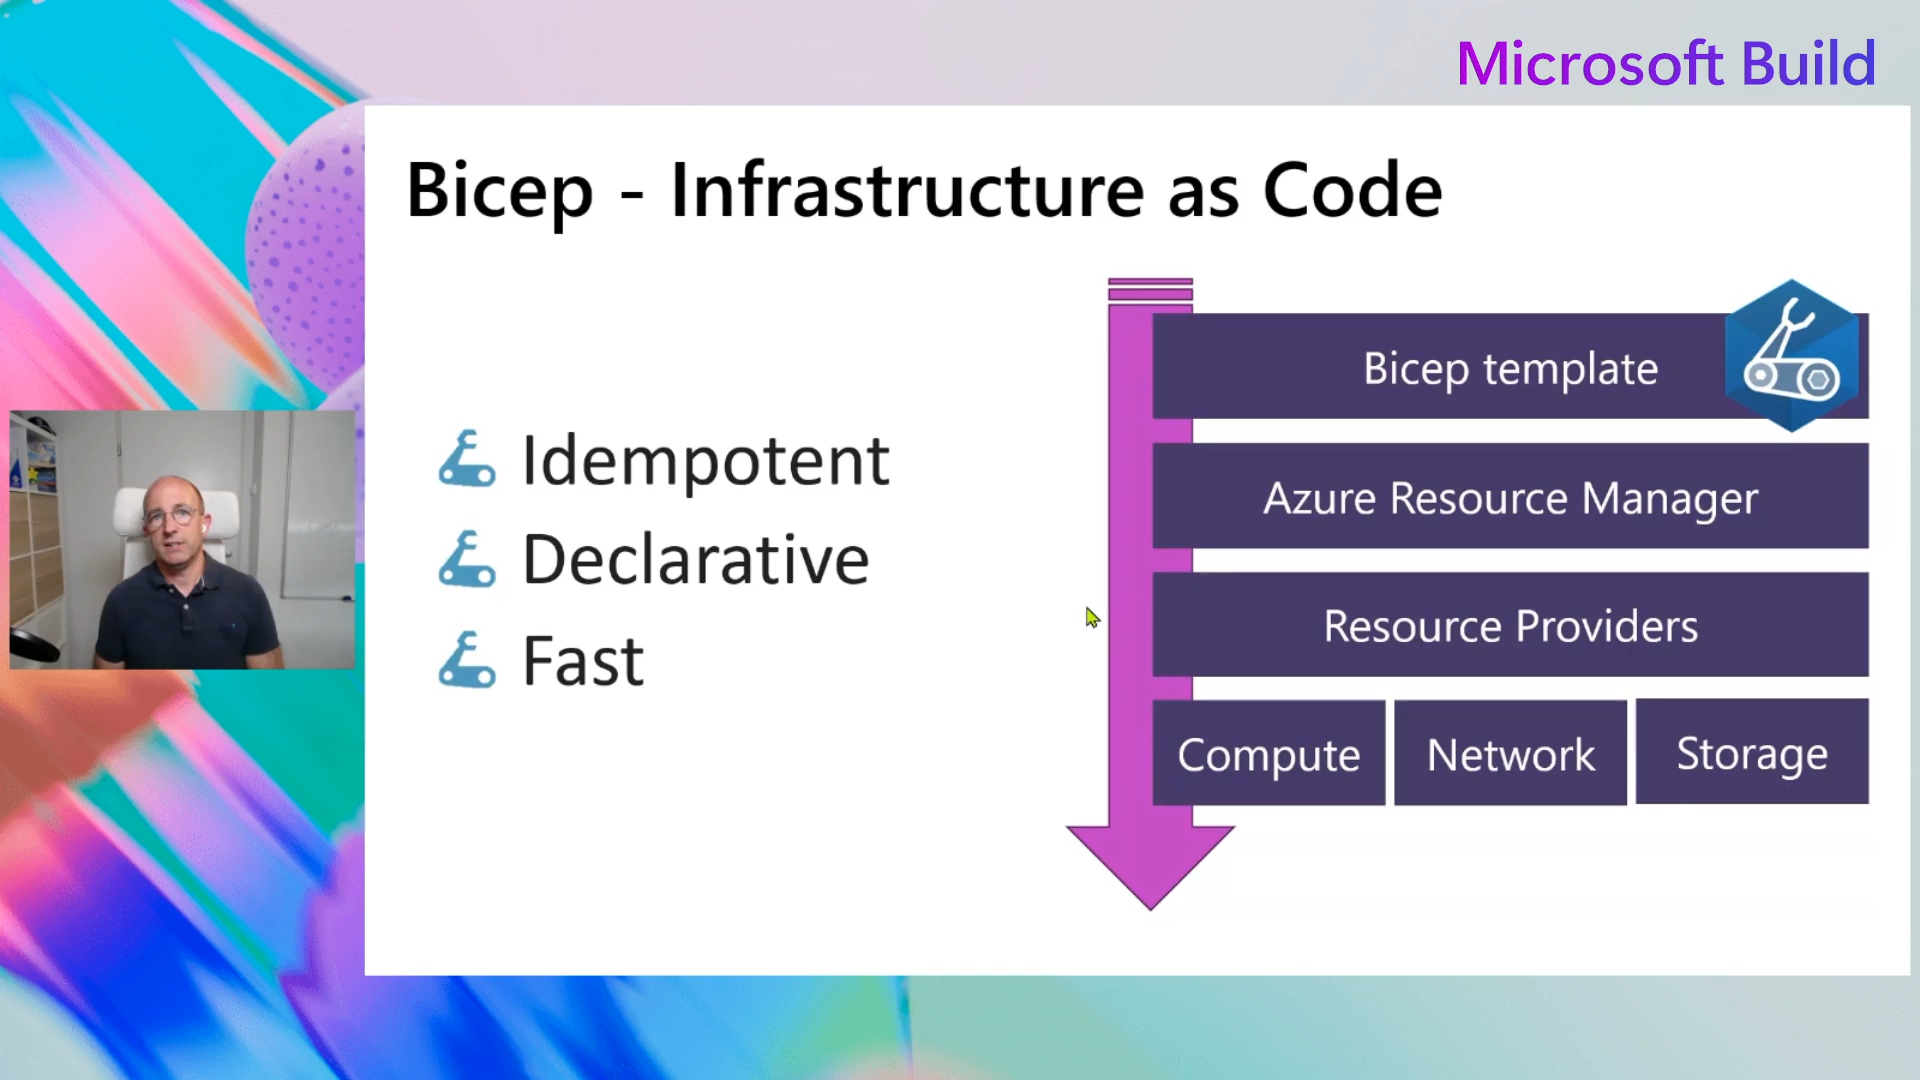 Microsoft Build
Bicep - Infrastructure as Code
Idempotent
Declarative
Fast
Bicep template
Azure Resource Manager
Resource Providers
Compute
Network
Storage